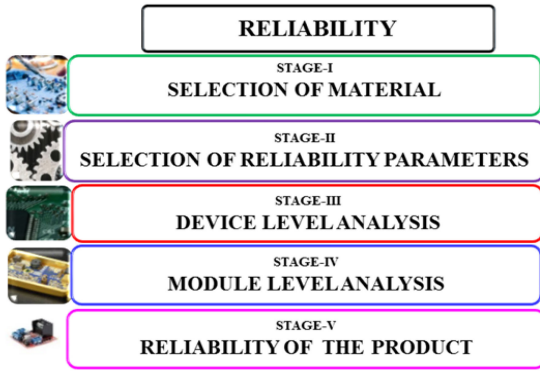 RELIABILITY
STAGE-I
SELECTION OF MATERIAL
STAGE-II
SELECTION OF RELIABILITY PARAMETERS
STAGE-III
DEVICE LEVEL ANALYSIS
STAGE-IV
MODULE LEVEL ANALYSIS
STAGE-V
RELIABILITY OF THE PRODUCT